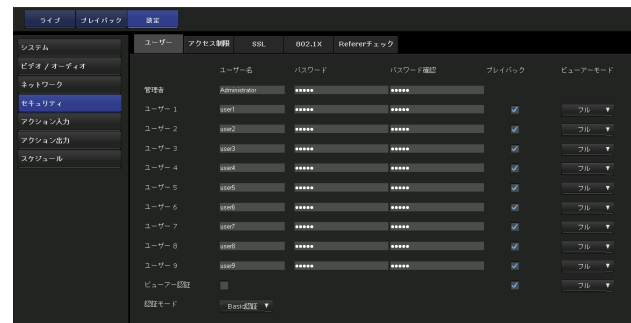 ライブ プレイバック 設定
システム
ビデオ / オーディオ
ネットワーク
セキュリティ
アクション入力
アクション出力
スケジュール
ユーザー アクセス制限 SSL 802.1X Refererチェック
ユーザー名 パスワード パスワード確認 プレイバック ビューアーモード
管理者 Administrator ●●●●● ●●●●●
ユーザー 1 user1 ●●●●● ●●●●● フル ▼
ユーザー 2 user2 ●●●●● ●●●●● フル ▼
ユーザー 3 user3 ●●●●● ●●●●● フル ▼
ユーザー 4 user4 ●●●●● ●●●●● フル ▼
ユーザー 5 user5 ●●●●● ●●●●● フル ▼
ユーザー 6 user6 ●●●●● ●●●●● フル ▼
ユーザー 7 user7 ●●●●● ●●●●● フル ▼
ユーザー 8 user8 ●●●●● ●●●●● フル ▼
ユーザー 9 user9 ●●●●● ●●●●● フル ▼
ビューアー認証 フル ▼
認証モード Basic認証 ▼